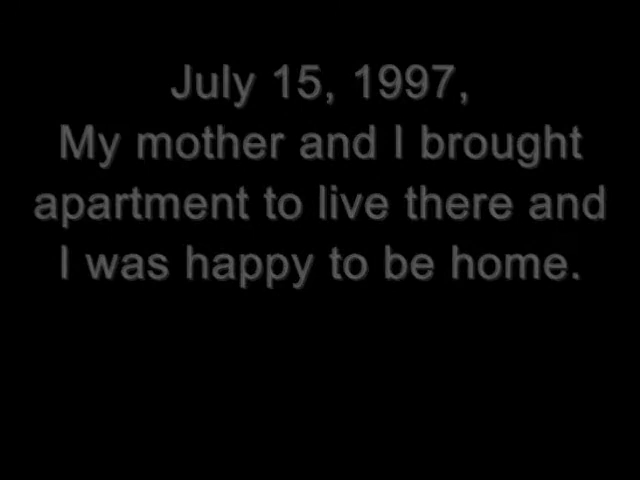 July 15, 1997,
My mother and I brought
apartment to live there and
I was happy to be home.